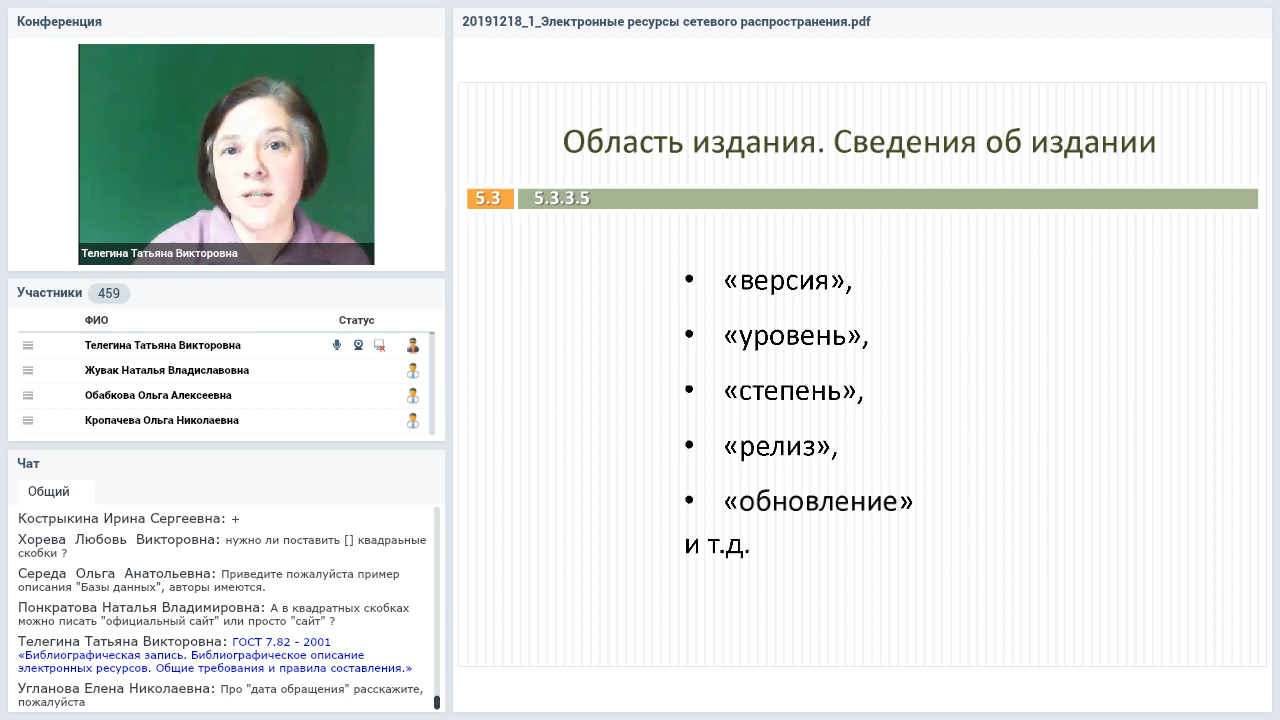 Конференция
Телегина Татьяна Викторовна
Участники 459
ФИО Статус
Телегина Татьяна Викторовна
Жувак Наталья Владиславовна
Обабкова Ольга Алексеевна
Кропачева Ольга Николаевна
Чат
Общий
Кострыкина Ирина Сергеевна: +
Хорева Любовь Викторовна: нужно ли поставить [] квадраьные
скобки ?
Середа Ольга Анатольевна: Приведите пожалуйста пример
описания "Базы данных", авторы имеются.
Понкратова Наталья Владимировна: А в квадратных скобках
можно писать "официальный сайт" или просто "сайт" ?
Телегина Татьяна Викторовна: ГОСТ 7.82 - 2001
«Библиографическая запись. Библиографическое описание
электронных ресурсов. Общие требования и правила составления.»
Угланова Елена Николаевна: Про "дата обращения" расскажите,
пожалуйста
20191218_1_Электронные ресурсы сетевого распространения.pdf
Область издания. Сведения об издании
5.3 5.3.3.5
• «версия»,
• «уровень»,
• «степень»,
• «релиз»,
• «обновление»
и т.д.